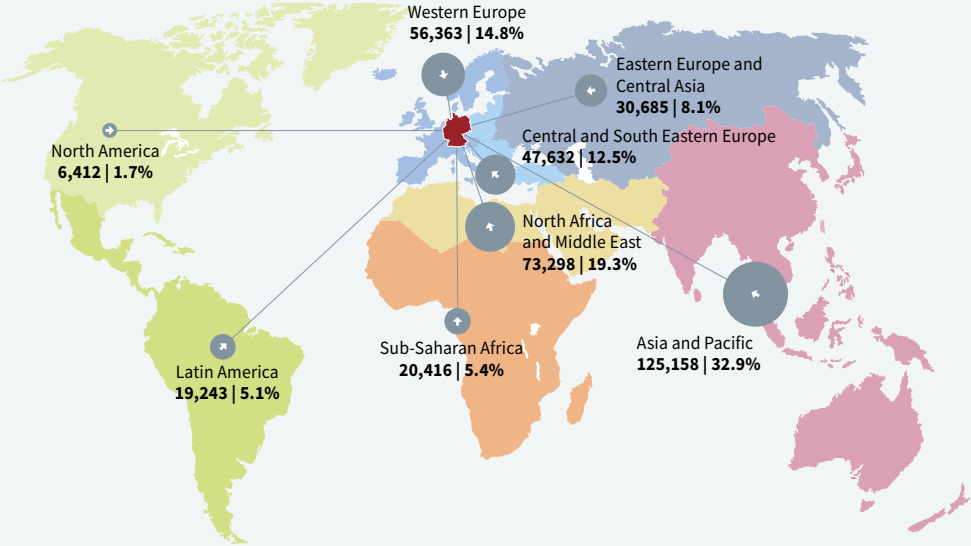 Western Europe
56,363 | 14.8%
Eastern Europe and
Central Asia
30,685 | 8.1%
Central and South Eastern Europe
47,632 | 12.5%
North America
6,412 | 1.7%
North Africa
and Middle East
73,298 | 19.3%
Asia and Pacific
125,158 | 32.9%
Sub-Saharan Africa
20,416 | 5.4%
Latin America
19,243 | 5.1%